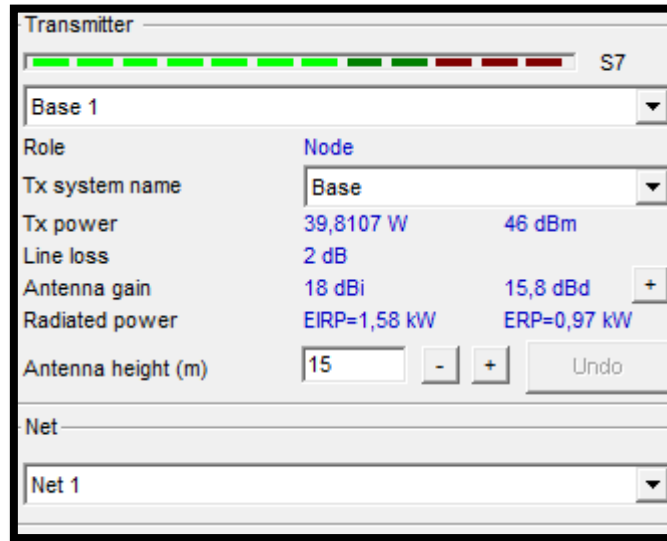 Transmitter
S7
Base 1
Role Node
Tx system name Base
Tx power 39,8107 W 46 dBm
Line loss 2 dB
Antenna gain 18 dBi 15,8 dBd +
Radiated power EIRP=1,58 kW ERP=0,97 kW
Antenna height (m) 15 - + Undo
Net
Net 1